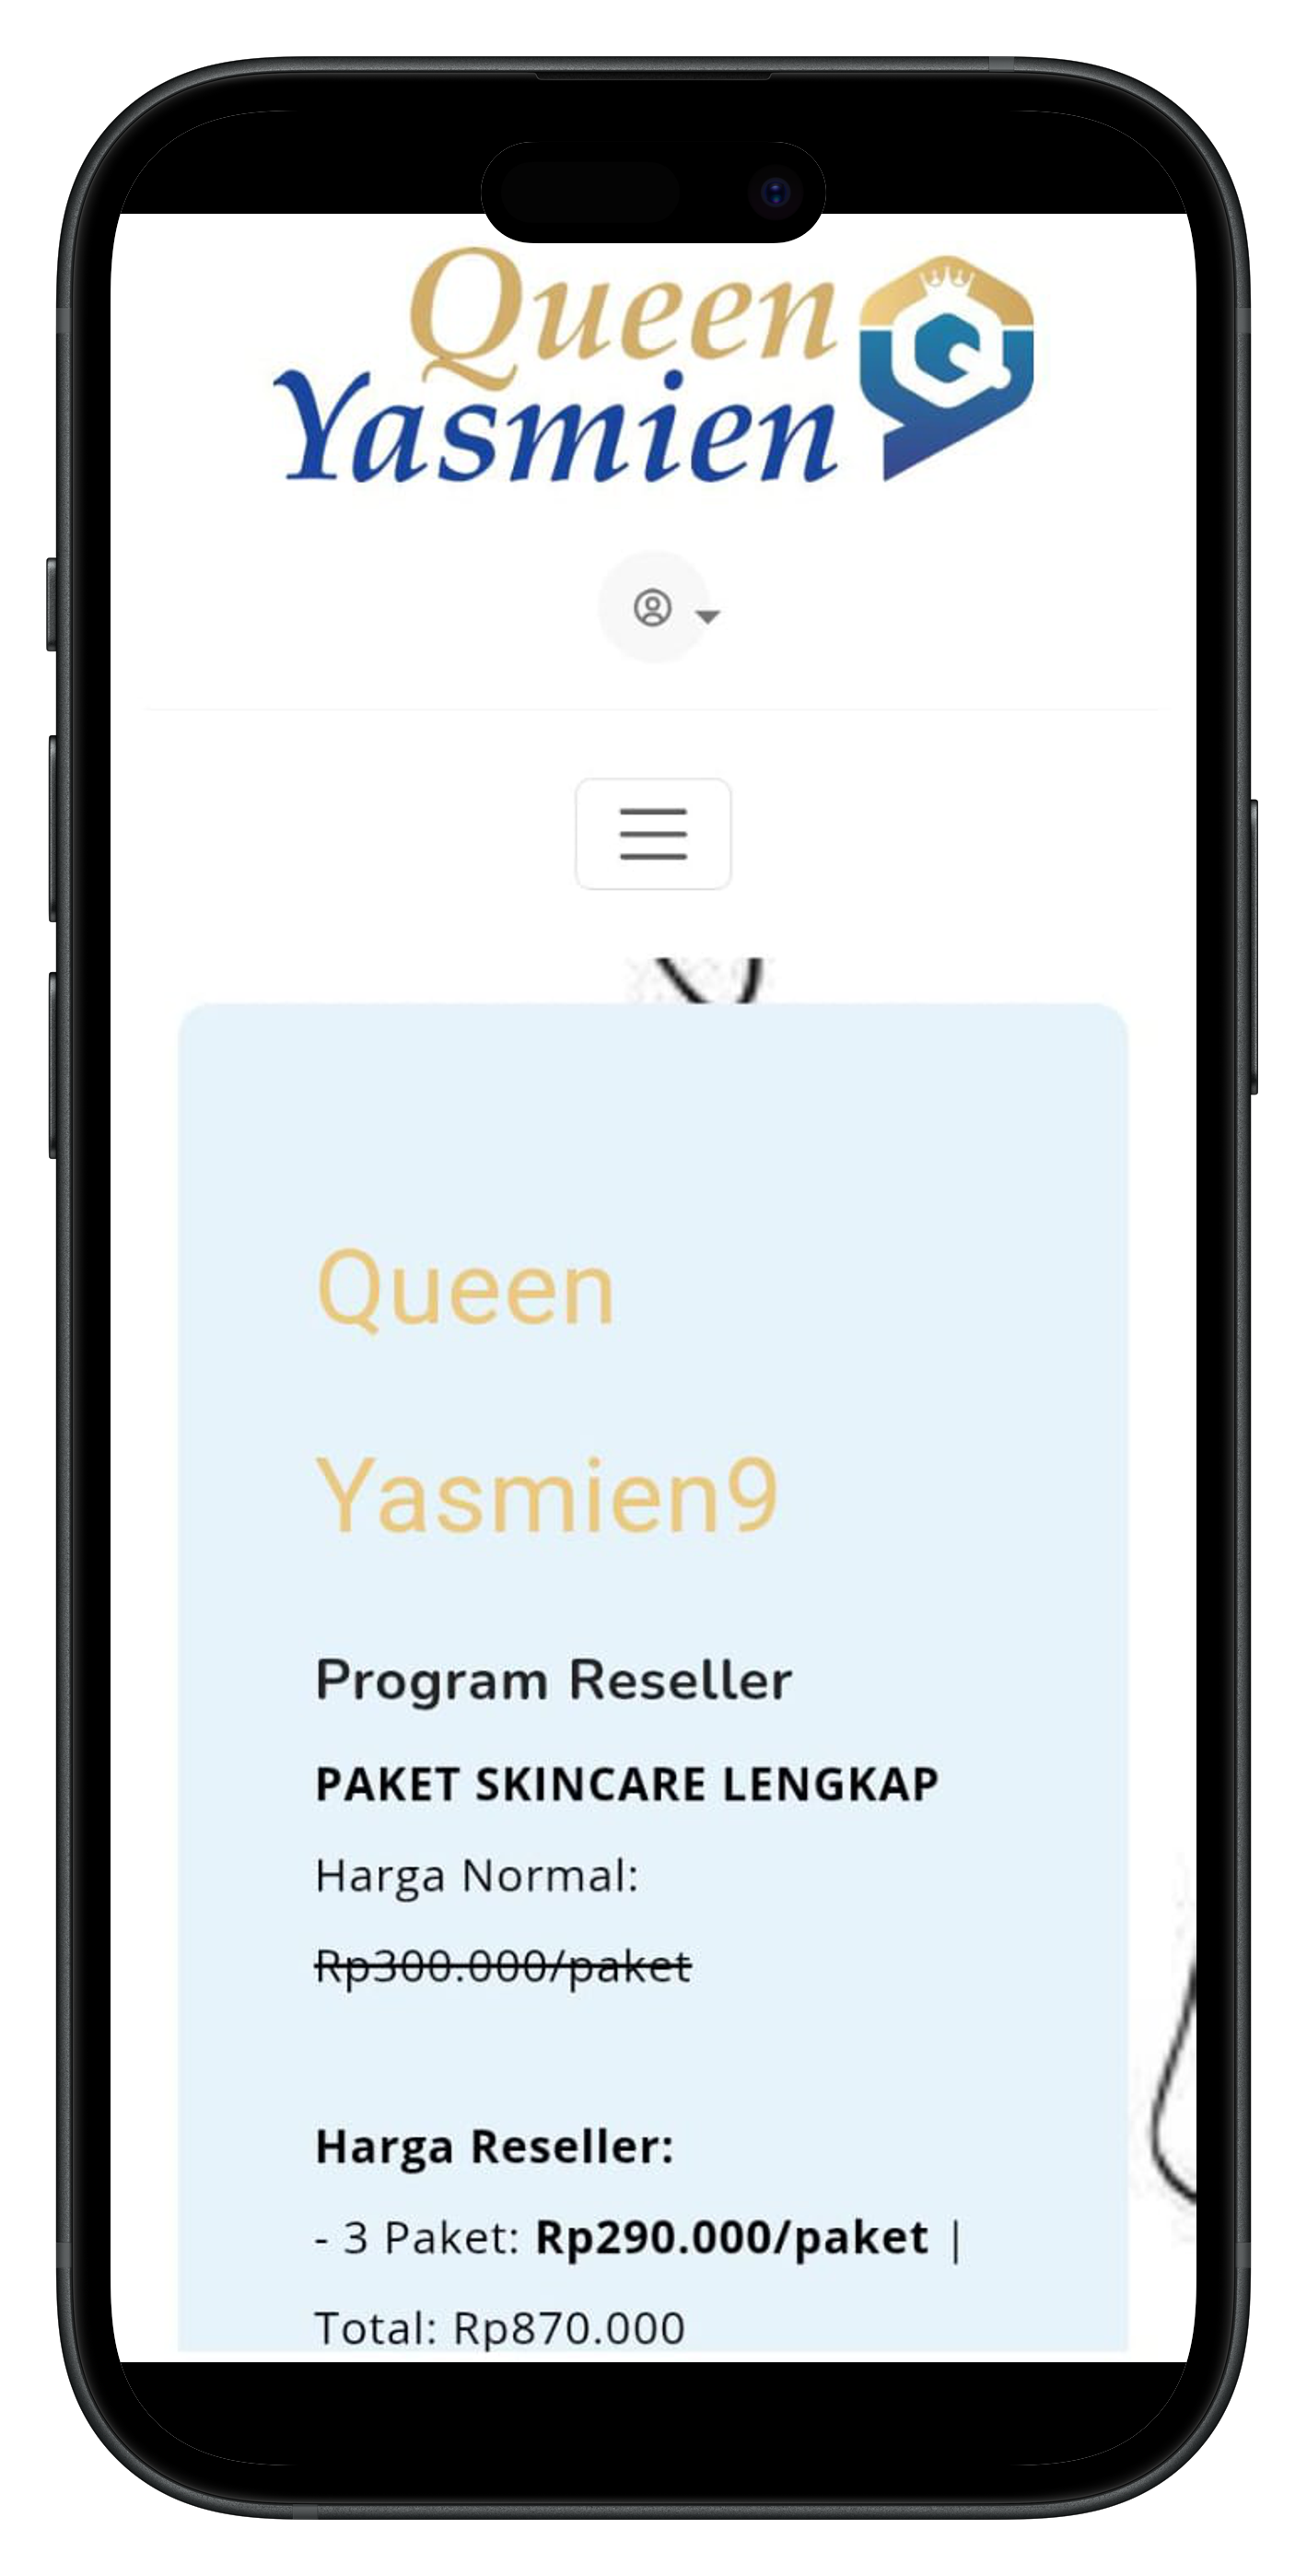 Queen
Yasmien
Queen
Yasmien9
Program Reseller
PAKET SKINCARE LENGKAP
Harga Normal:
Rp300.000/paket
Harga Reseller:
- 3 Paket: Rp290.000/paket |
Total: Rp870.000